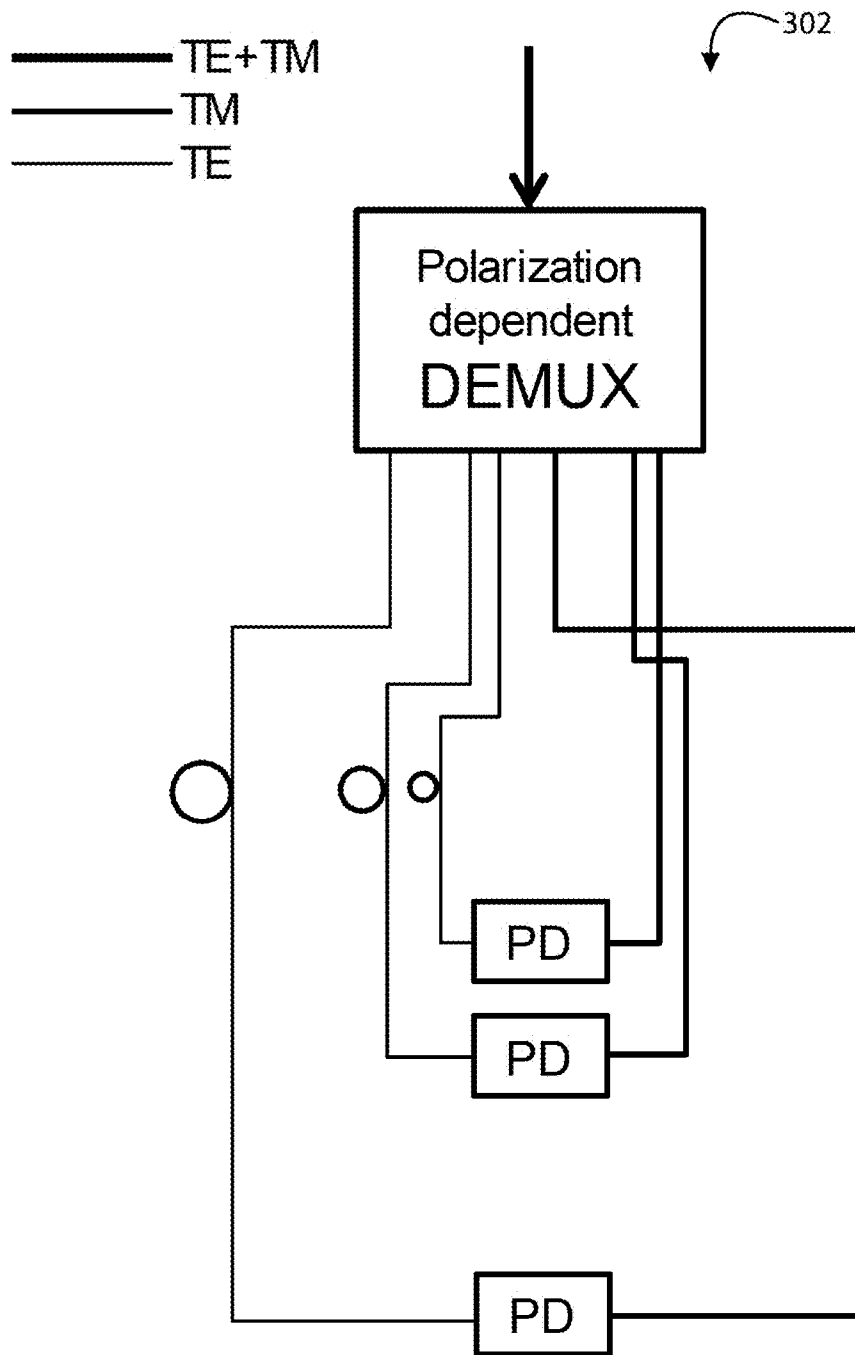 302
TE+TM
TM
TE
Polarization
dependent
DEMUX
PD
PD
PD